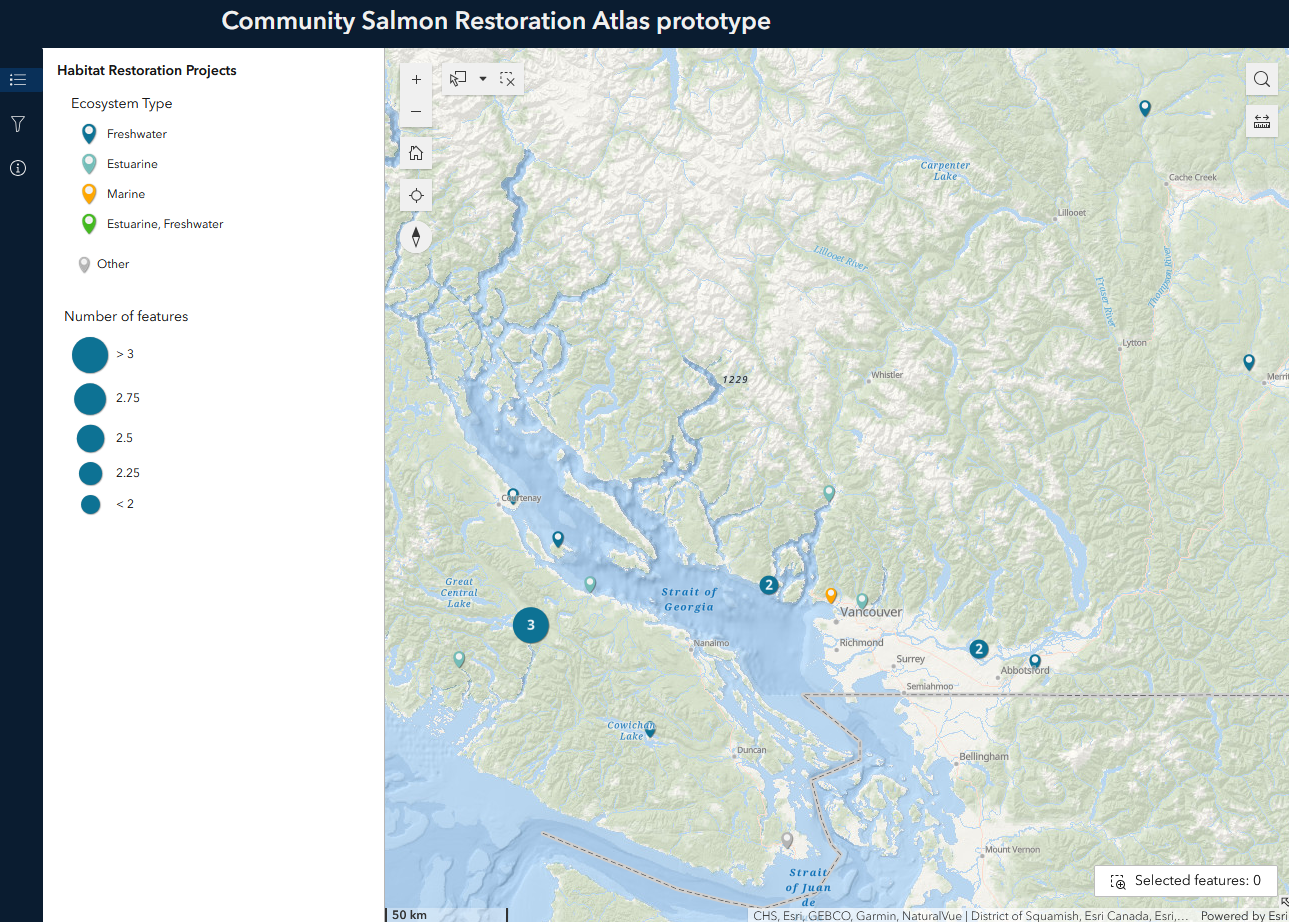 Community Salmon Restoration Atlas prototype
Habitat Restoration Projects
Ecosystem Type
Freshwater
Estuarine
Marine
Estuarine, Freshwater
Other
Number of features
> 3
2.75
2.5
2.25
< 2
Carpenter
Lake
Cache Creek
Lillooet
Lillooet River
Fraser River
Thompson River
Lytton
1229
Whistler
Merrit
Courtenay
Great
Central
Lake
Strait of
Georgia
2
3
Vancouver
Richmond
Nanaimo
Surrey
2
Abbotsford
Semiahmoo
Cowichan
Lake
Duncan
Bellingham
Mount Vernon
Strait
of Juan
de
Selected features: 0
50 km
CHS, Esri, GEBCO, Garmin, NaturalVue | District of Squamish, Esri Canada, Esri,...
Powered by Esri